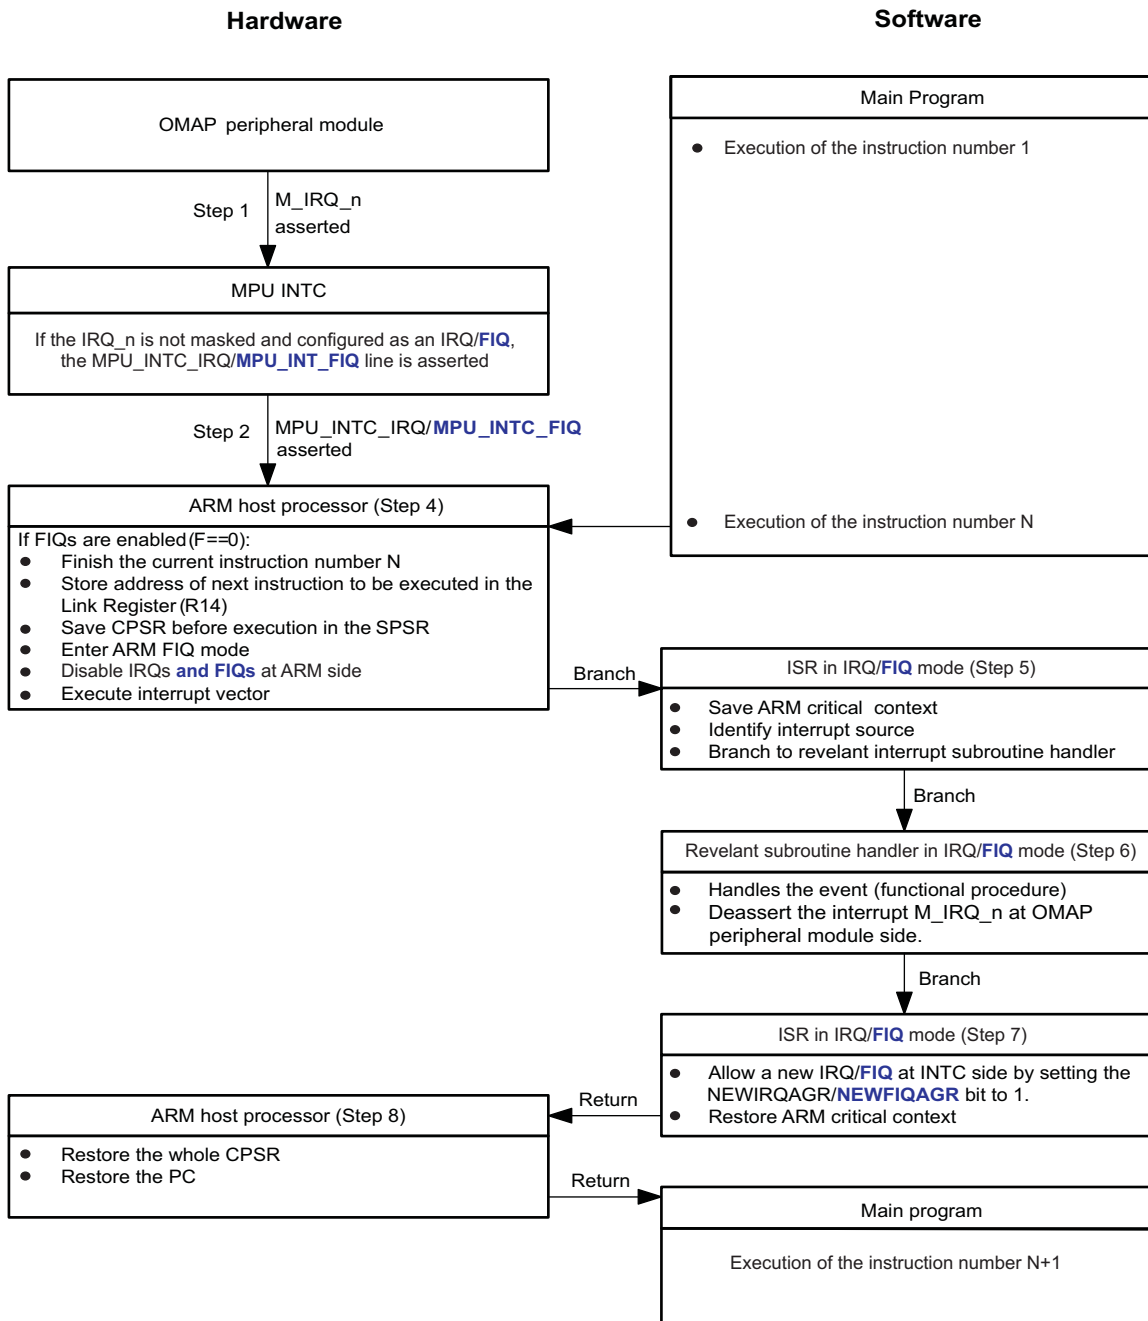 Hardware
Software
OMAP peripheral module
Main Program
● Execution of the instruction number 1
Step 1
M_IRQ_n
asserted
MPU INTC
If the IRQ_n is not masked and configured as an IRQ/FIQ,
the MPU_INTC_IRQ/MPU_INT_FIQ line is asserted
Step 2
MPU_INTC_IRQ/MPU_INTC_FIQ
asserted
● Execution of the instruction number N
ARM host processor (Step 4)
If FIQs are enabled(F==0):
● Finish the current instruction number N
● Store address of next instruction to be executed in the
Link Register (R14)
● Save CPSR before execution in the SPSR
● Enter ARM FIQ mode
● Disable IRQs and FIQs at ARM side
● Execute interrupt vector
Branch
ISR in IRQ/FIQ mode (Step 5)
● Save ARM critical context
● Identify interrupt source
● Branch to revelant interrupt subroutine handler
Branch
Revelant subroutine handler in IRQ/FIQ mode (Step 6)
● Handles the event (functional procedure)
● Deassert the interrupt M_IRQ_n at OMAP
peripheral module side.
Branch
ISR in IRQ/FIQ mode (Step 7)
● Allow a new IRQ/FIQ at INTC side by setting the
NEWIRQAGR/NEWFIQAGR bit to 1.
● Restore ARM critical context
Return
ARM host processor (Step 8)
● Restore the whole CPSR
● Restore the PC
Return
Main program
Execution of the instruction number N+1